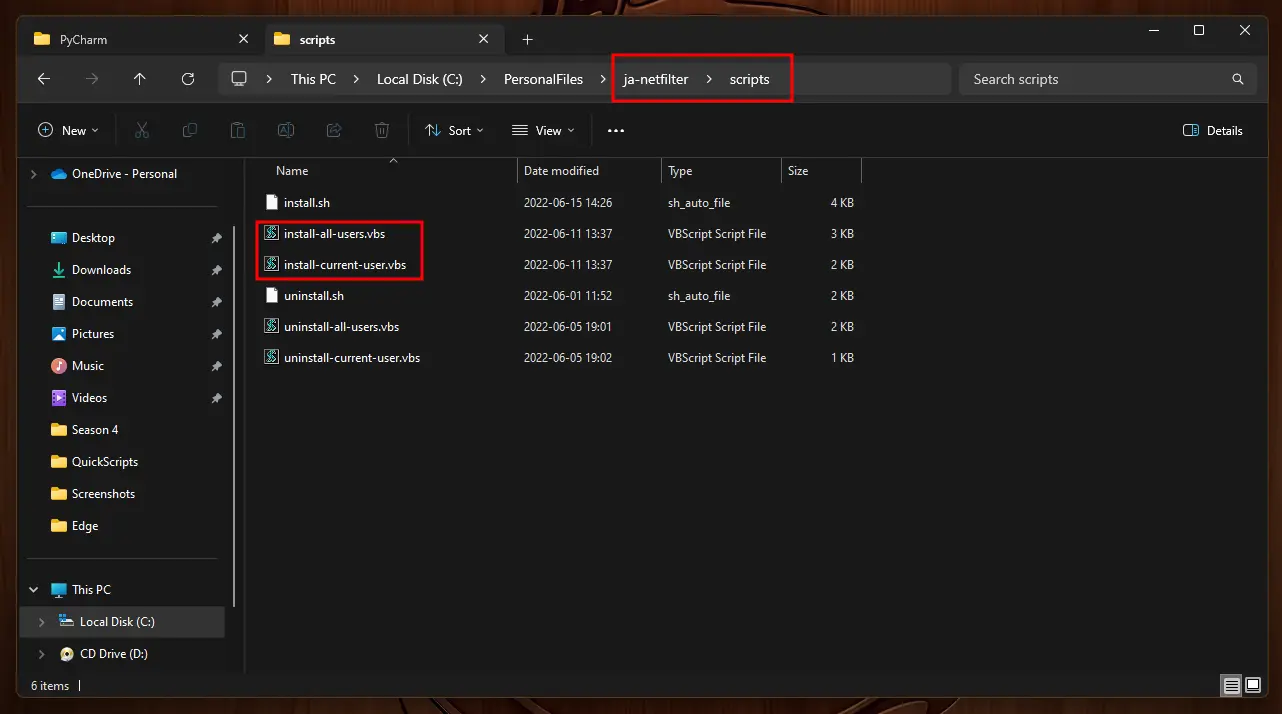 PyCharm
scripts
This PC
Local Disk (C:)
PersonalFiles
ja-netfilter
scripts
Search scripts
New
Sort
View
Details
OneDrive - Personal
Desktop
Downloads
Documents
Pictures
Music
Videos
Season 4
QuickScripts
Screenshots
Edge
This PC
Local Disk (C:)
CD Drive (D:)
Name Date modified Type Size
install.sh 2022-06-15 14:26 sh_auto_file 4 KB
install-all-users.vbs 2022-06-11 13:37 VBScript Script File 3 KB
install-current-user.vbs 2022-06-11 13:37 VBScript Script File 2 KB
uninstall.sh 2022-06-01 11:52 sh_auto_file 2 KB
uninstall-all-users.vbs 2022-06-05 19:01 VBScript Script File 2 KB
uninstall-current-user.vbs 2022-06-05 19:02 VBScript Script File 1 KB
6 items